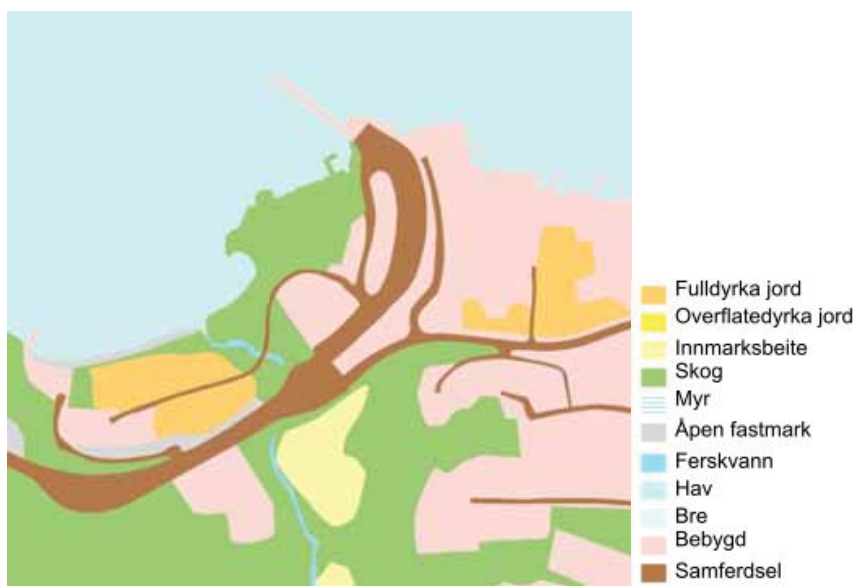 Fulldyrka jord
Overflatedyrka jord
Innmarksbeite
Skog
Myr
Åpen fastmark
Ferskvann
Hav
Bre
Bebygd
Samferdsel